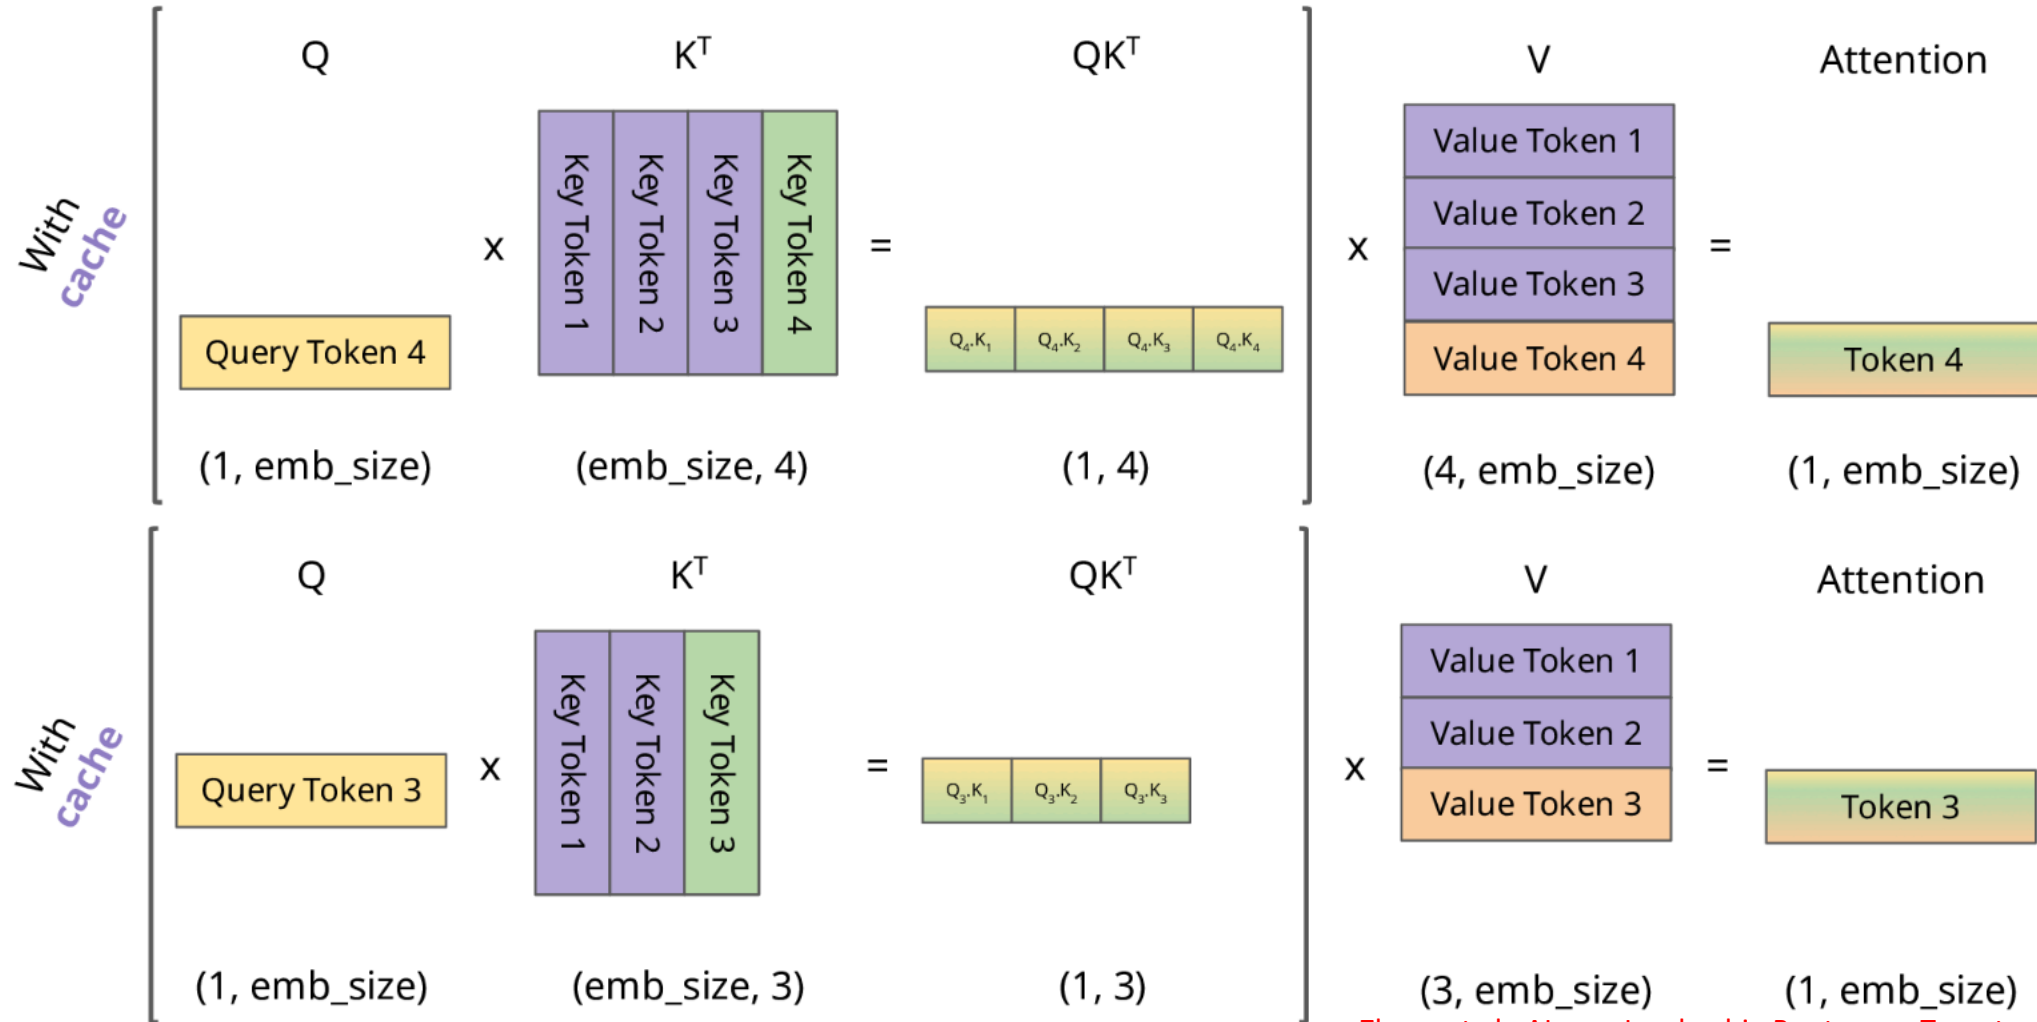 Q
Kᵀ
QKᵀ
V
Attention
With
cache
Query Token 4
x
Key Token 1
Key Token 2
Key Token 3
Key Token 4
=
Q₄.K₁
Q₄.K₂
Q₄.K₃
Q₄.K₄
x
Value Token 1
Value Token 2
Value Token 3
Value Token 4
=
Token 4
(1, emb_size)
(emb_size, 4)
(1, 4)
(4, emb_size)
(1, emb_size)
Q
Kᵀ
QKᵀ
V
Attention
With
cache
Query Token 3
x
Key Token 1
Key Token 2
Key Token 3
=
Q₃.K₁
Q₃.K₂
Q₃.K₃
x
Value Token 1
Value Token 2
Value Token 3
=
Token 3
(1, emb_size)
(emb_size, 3)
(1, 3)
(3, emb_size)
(1, emb_size)